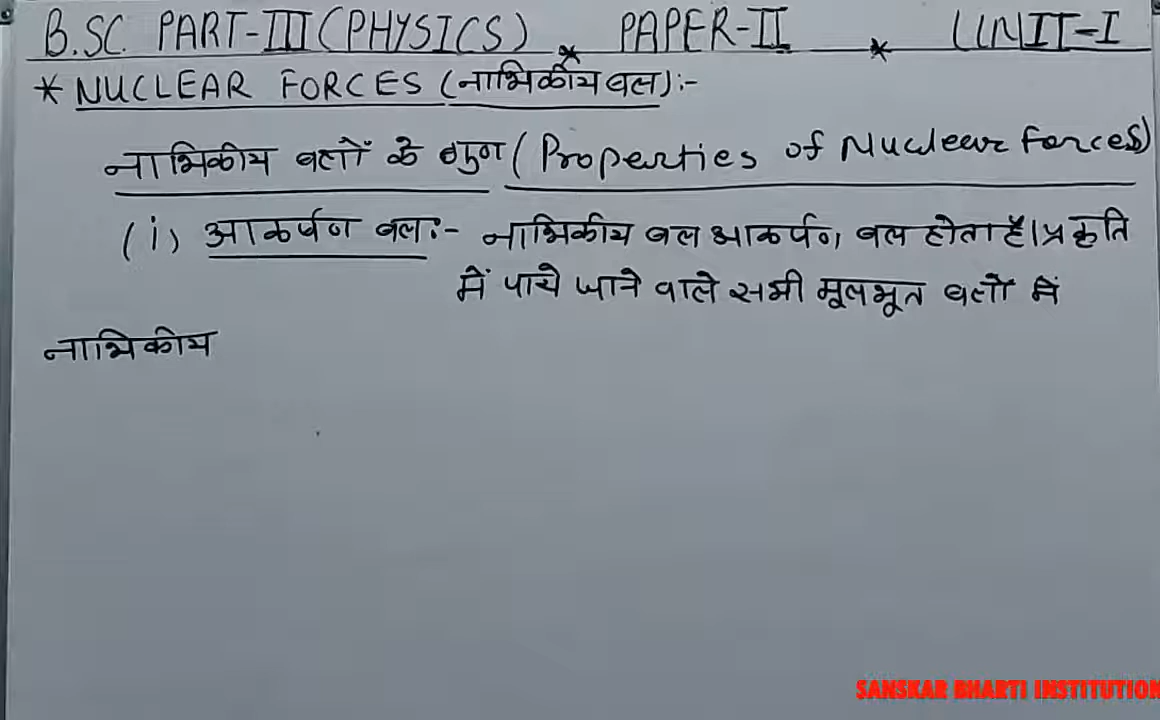 B.SC. PART-III (PHYSICS) * PAPER-II * UNIT-I
* NUCLEAR FORCES (नाभिकीय बल) :-
नाभिकीय बलों के गुण (Properties of Nuclear forces)
(i) आकर्षण बल :- नाभिकीय बल आकर्षण बल होता है। प्रकृति
में पाये जाने वाले सभी मूलभूत बलों में
नाभिकीय
SANSKAR BHARTI INSTITUTION